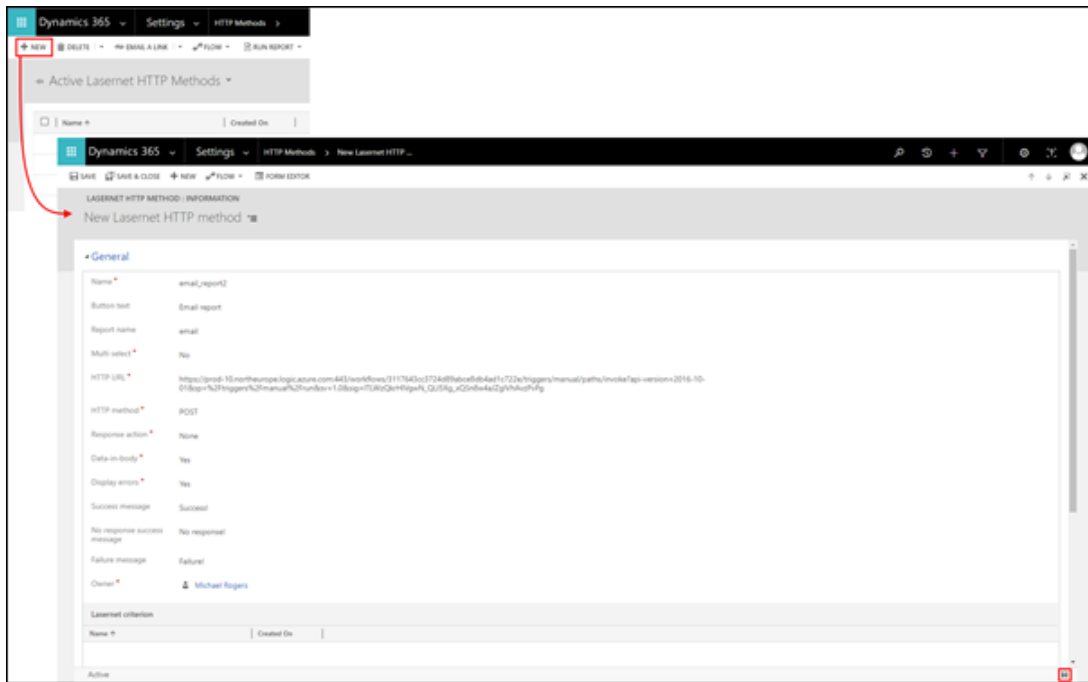 Dynamics 365 Settings HTTP Methods >
+ NEW DELETE EMAIL A LINK FLOW RUN REPORT
Active Lasernet HTTP Methods
Name ↑ Created On
Dynamics 365 Settings HTTP Methods > New Lasernet HTTP ...
SAVE SAVE & CLOSE + NEW FLOW FORM EDITOR
LASERNET HTTP METHOD : INFORMATION
New Lasernet HTTP method
General
Name * email_report2
Button text Email report
Report name email
Multi select * No
HTTP URL *
HTTP method * POST
Response action * None
Data-in-body * Yes
Display errors * Yes
Success message Success!
No response success No response!
message
Failure message Failure!
Owner * Michael Rogers
Lasernet criterion
Name ↑ Created On
Active